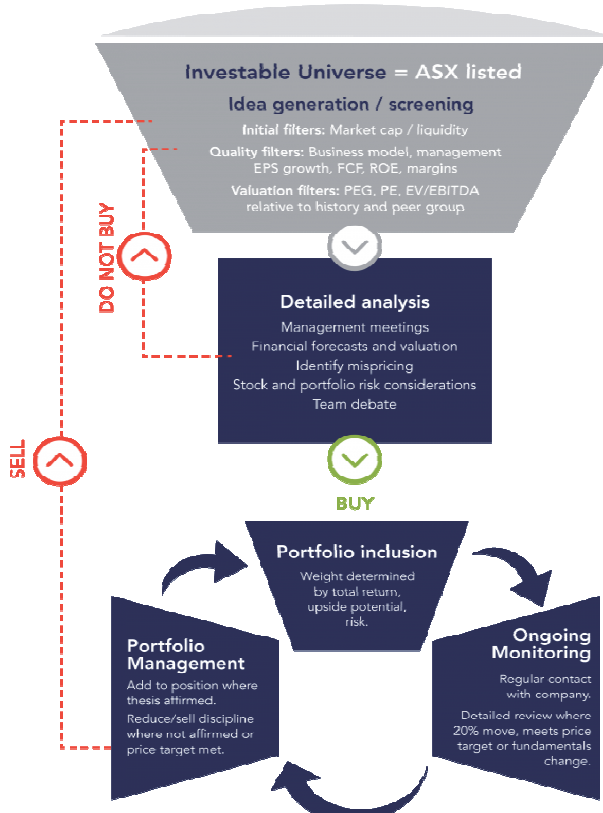 Investable Universe = ASX listed
Idea generation / screening
Initial filters: Market cap / liquidity
Quality filters: Business model, management
EPS growth, FCF, ROE, margins
Valuation filters: PEG, PE, EV/EBITDA
relative to history and peer group
DO NOT BUY
Detailed analysis
Management meetings
Financial forecasts and valuation
Identify mispricing
Stock and portfolio risk considerations
Team debate
SELL
BUY
Portfolio inclusion
Weight determined
by total return,
upside potential,
risk.
Portfolio
Management
Add to position where
thesis affirmed.
Reduce/sell discipline
where not affirmed or
price target met.
Ongoing
Monitoring
Regular contact
with company.
Detailed review where
20% move, meets price
target or fundamentals
change.